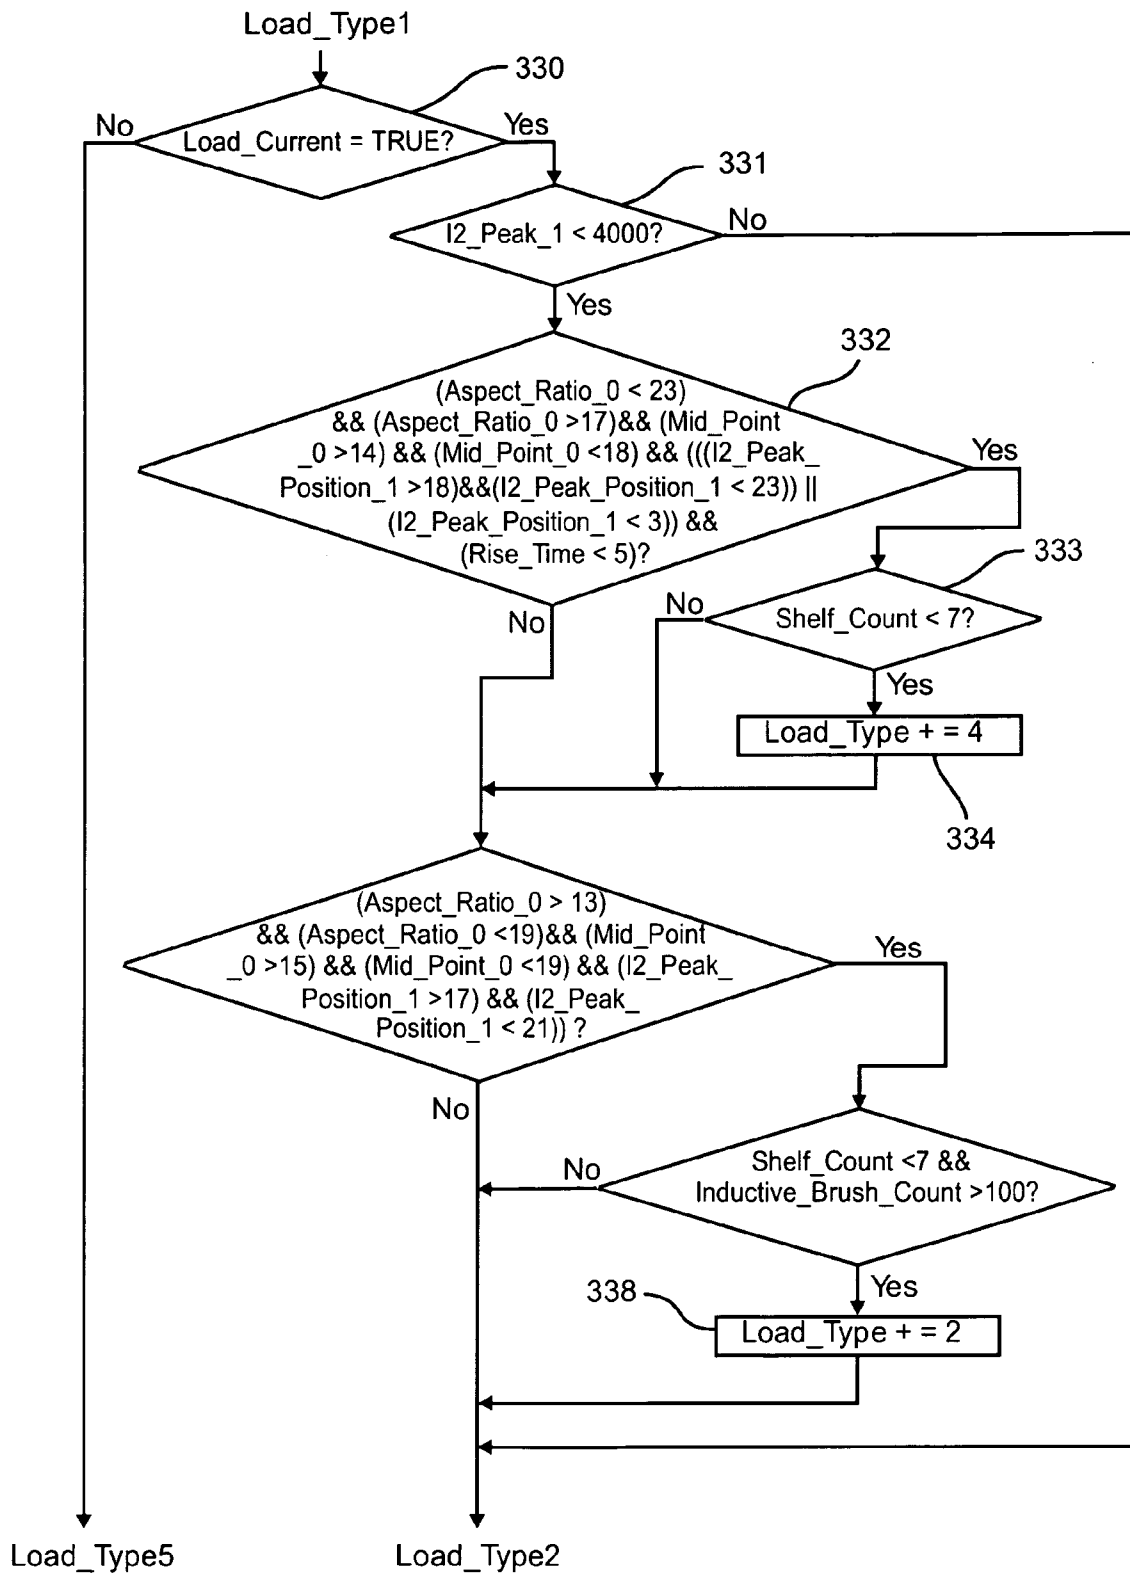 Load_Type1
330
No
Load_Current = TRUE?
Yes
331
I2_Peak_1 < 4000?
No
Yes
332
(Aspect_Ratio_0 < 23)
&& (Aspect_Ratio_0 >17)&& (Mid_Point
_0 >14) && (Mid_Point_0 <18) && (((I2_Peak_
Position_1 >18)&&(I2_Peak_Position_1 < 23)) ||
(I2_Peak_Position_1 < 3)) &&
(Rise_Time < 5)?
Yes
No
333
No
Shelf_Count < 7?
Yes
Load_Type + = 4
334
(Aspect_Ratio_0 > 13)
&& (Aspect_Ratio_0 <19)&& (Mid_Point
_0 >15) && (Mid_Point_0 <19) && (I2_Peak_
Position_1 >17) && (I2_Peak_
Position_1 < 21)) ?
Yes
No
No
Shelf_Count <7 &&
Inductive_Brush_Count >100?
Yes
338
Load_Type + = 2
Load_Type5
Load_Type2